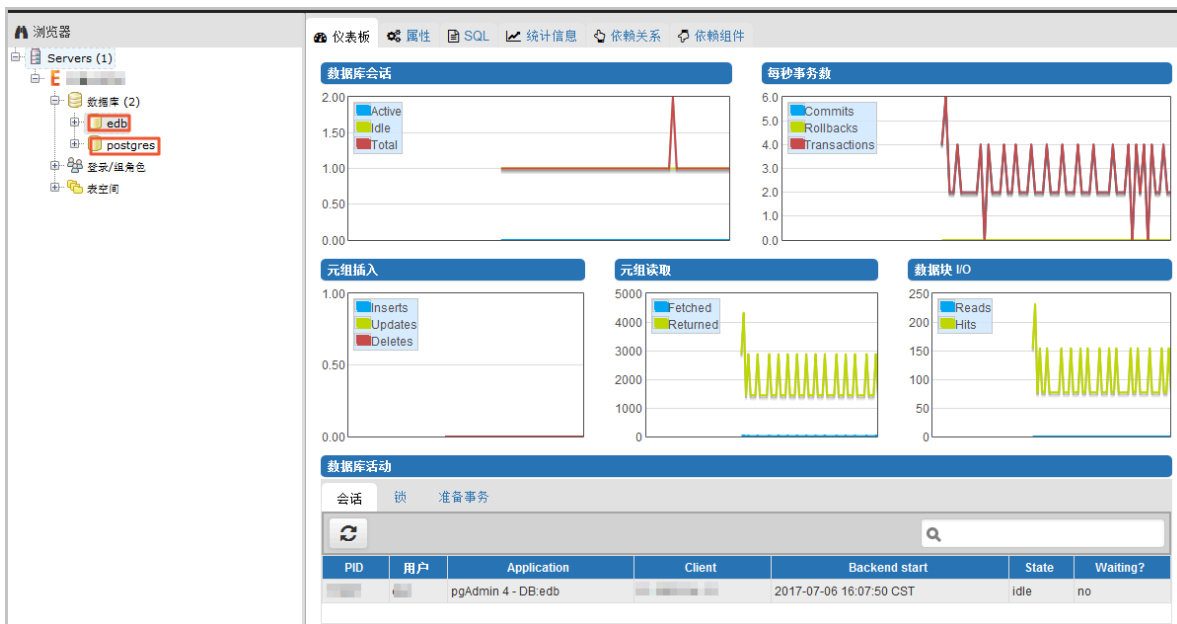 浏览器
Servers (1)
数据库 (2)
edb
postgres
登录/组角色
表空间
仪表板 属性 SQL 统计信息 依赖关系 依赖组件
数据库会话
2.00
1.50
1.00
0.50
0.00
Active
Idle
Total
每秒事务数
6.0
5.0
4.0
3.0
2.0
1.0
0.0
Commits
Rollbacks
Transactions
元组插入
1.00
0.50
0.00
Inserts
Updates
Deletes
元组读取
5000
4000
3000
2000
1000
0
Fetched
Returned
数据块 I/O
250
200
150
100
50
0
Reads
Hits
数据库活动
会话 锁 准备事务
PID 用户 Application Client Backend start State Waiting?
pgAdmin 4 - DB:edb 2017-07-06 16:07:50 CST idle no